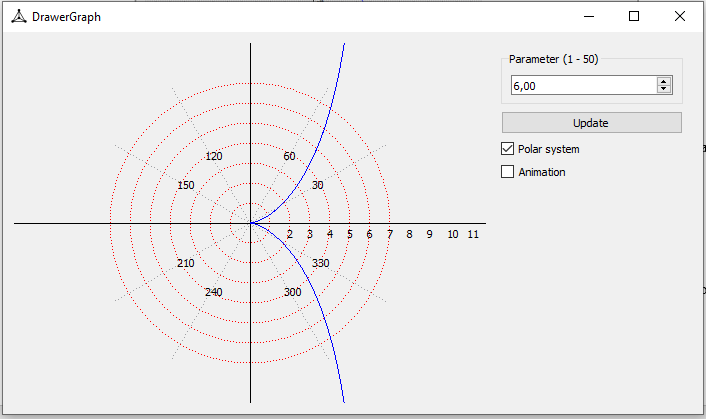 DrawerGraph
Parameter (1 - 50)
6,00
Update
Polar system
Animation
120 60
150 30
2 3 4 5 6 7 8 9 10 11
210 330
240 300